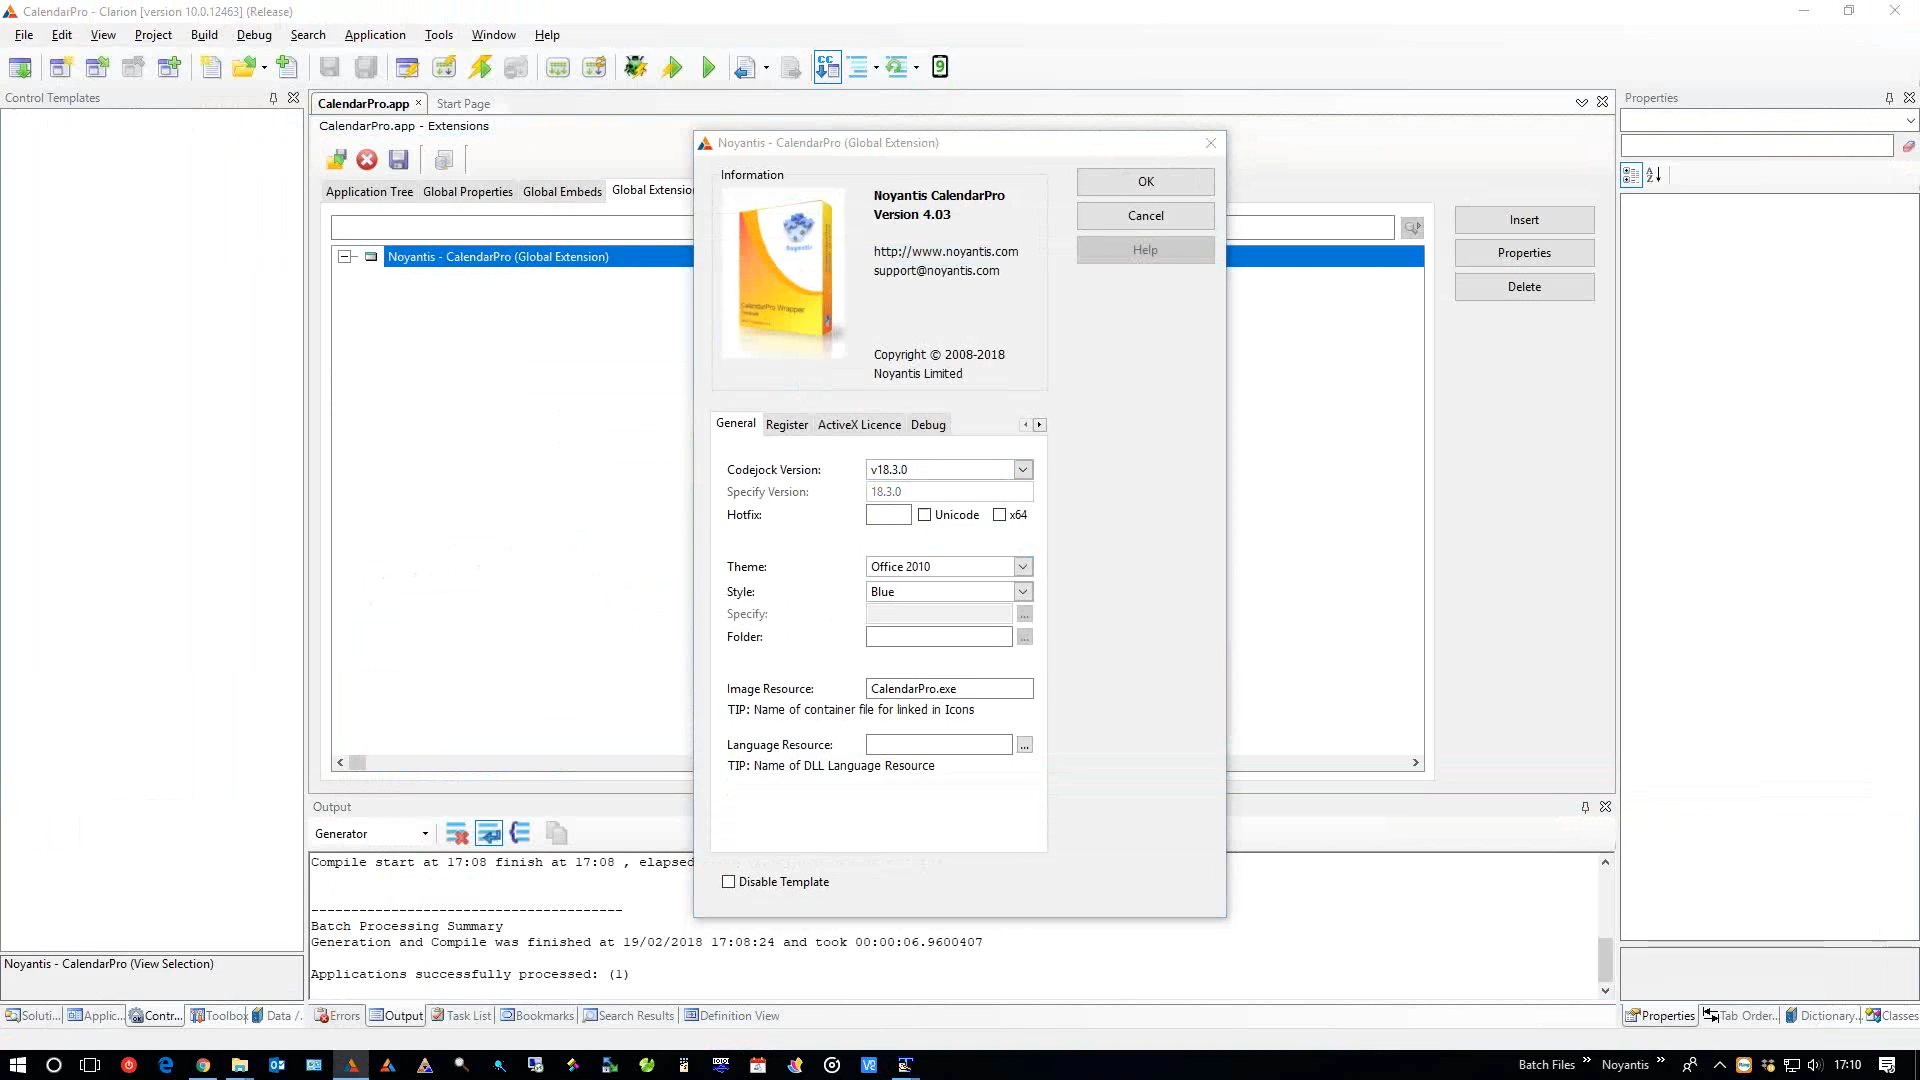 CalendarPro - Clarion [version 10.0.12463] (Release)
File Edit View Project Build Debug Search Application Tools Window Help
Control Templates
CalendarPro.app
Start Page
CalendarPro.app - Extensions
Application Tree Global Properties Global Embeds Global Extension
Noyantis - CalendarPro (Global Extension)
Insert
Properties
Delete
Noyantis - CalendarPro (Global Extension)
Information
Noyantis CalendarPro
Version 4.03
http://www.noyantis.com
support@noyantis.com
Copyright © 2008-2018
Noyantis Limited
CalendarPro Wrapper
OK
Cancel
Help
General Register ActiveX Licence Debug
Codejock Version: v18.3.0
Specify Version: 18.3.0
Hotfix: Unicode x64
Theme: Office 2010
Style: Blue
Specify: ...
Folder: ...
Image Resource: CalendarPro.exe
TIP: Name of container file for linked in Icons
Language Resource: ...
TIP: Name of DLL Language Resource
Disable Template
Properties
Output
Generator
Compile start at 17:08 finish at 17:08 , elapsed
---------------------------------------
Batch Processing Summary
Generation and Compile was finished at 19/02/2018 17:08:24 and took 00:00:06.9600407
Applications successfully processed: (1)
Noyantis - CalendarPro (View Selection)
Soluti... Applic... Contr... Toolbox Data /.
Errors Output Task List Bookmarks Search Results Definition View
Properties Tab Order.. Dictionary.. Classes
Batch Files » Noyantis » 17:10